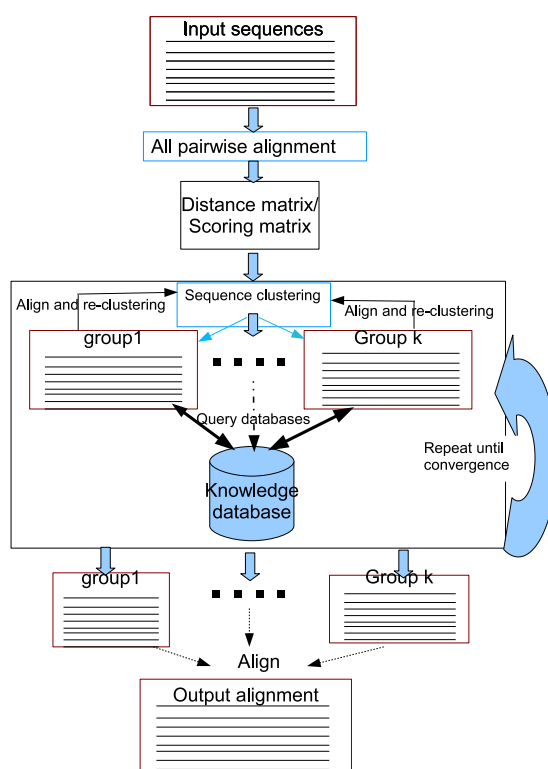 Input sequences
All pairwise alignment
Distance matrix/
Scoring matrix
Sequence clustering
Align and re-clustering
Align and re-clustering
group1
Group k
Query databases
Knowledge
database
Repeat until
convergence
group1
Group k
Align
Output alignment